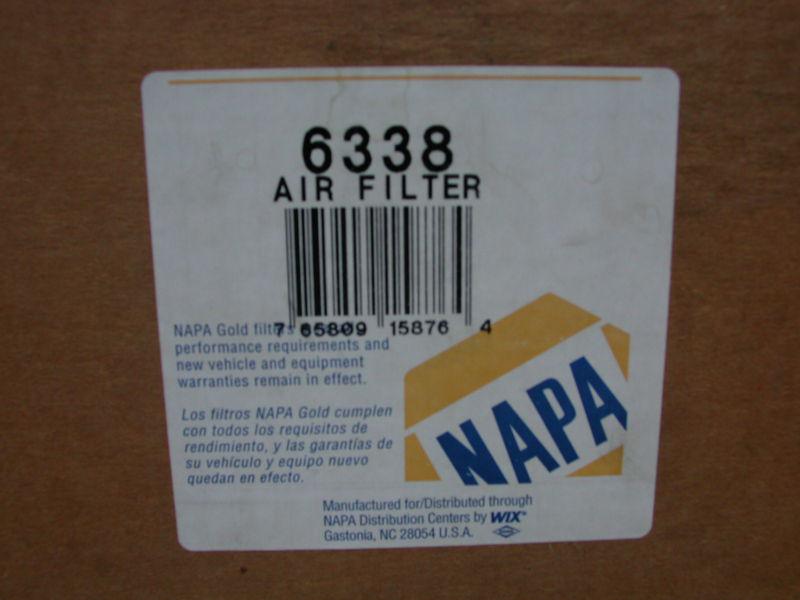 6338
AIR FILTER
7 65809 15876 4
NAPA Gold filters
performance requirements and
new vehicle and equipment
warranties remain in effect.
Los filtros NAPA Gold cumplen
con todos los requisitos de
rendimiento, y las garantías de
su vehículo y equipo nuevo
quedan en efecto.
NAPA
Manufactured for/Distributed through
NAPA Distribution Centers by WIX®
Gastonia, NC 28054 U.S.A.